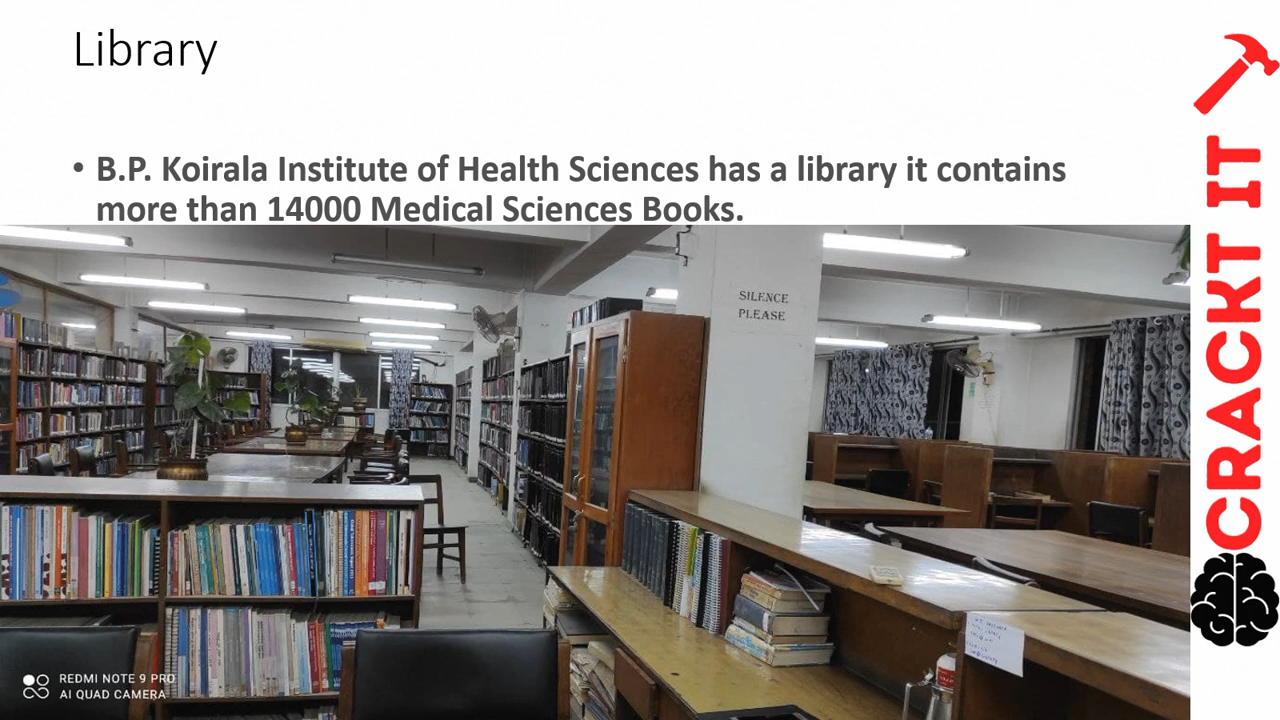 Library
• B.P. Koirala Institute of Health Sciences has a library it contains
more than 14000 Medical Sciences Books.
SILENCE
PLEASE
REDMI NOTE 9 PRO
AI QUAD CAMERA
CRACKT IT